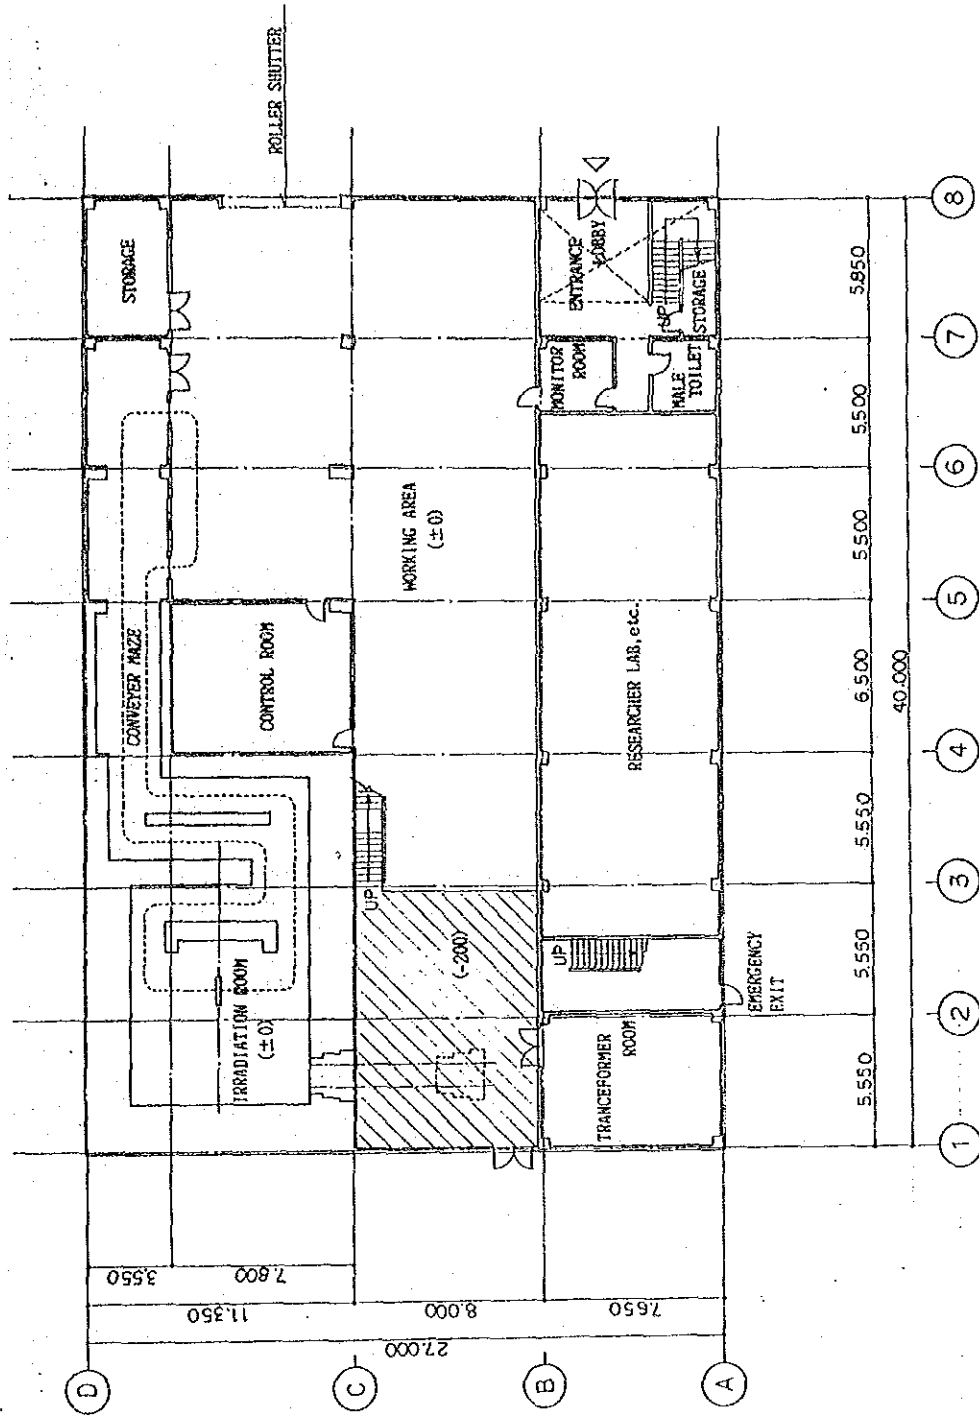 ROLLER SHUTTER
STORAGE
CONVEYER MAZE
CONTROL ROOM
IRRADIATION ROOM
(±0)
WORKING AREA
(±0)
UP
(-200)
ENTRANCE
LOBBY
MONITOR
ROOM
MALE
TOILET
UP
STORAGE
RESEARCHER LAB, etc.
UP
TRANCEFORMER
ROOM
EMERGENCY
EXIT
3.550
7.800
11.350
8.000
7.650
27.000
D
C
B
A
5.550
5.550
5.550
6.500
5.500
5.500
5.850
40.000
1
2
3
4
5
6
7
8